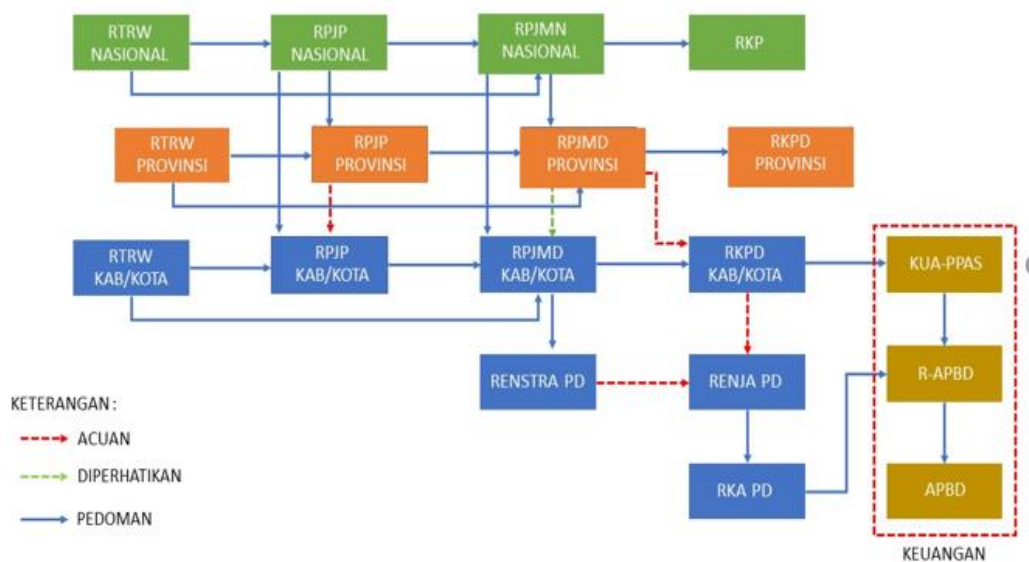 RTRW
NASIONAL
RPJP
NASIONAL
RPJMN
NASIONAL
RKP
RTRW
PROVINSI
RPJP
PROVINSI
RPJMD
PROVINSI
RKPD
PROVINSI
RTRW
KAB/KOTA
RPJP
KAB/KOTA
RPJMD
KAB/KOTA
RKPD
KAB/KOTA
KUA-PPAS
RENSTRA PD
RENJA PD
R-APBD
KETERANGAN :
ACUAN
DIPERHATIKAN
PEDOMAN
RKA PD
APBD
KEUANGAN